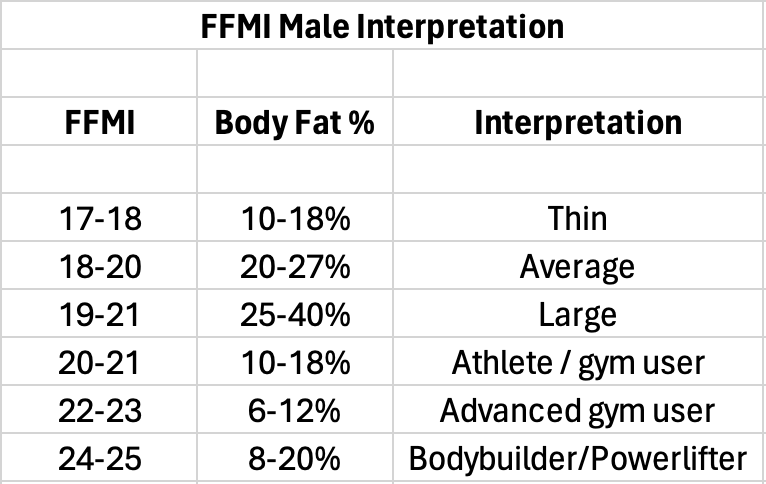 FFMI Male Interpretation
FFMI Body Fat % Interpretation
17-18 10-18% Thin
18-20 20-27% Average
19-21 25-40% Large
20-21 10-18% Athlete / gym user
22-23 6-12% Advanced gym user
24-25 8-20% Bodybuilder/Powerlifter